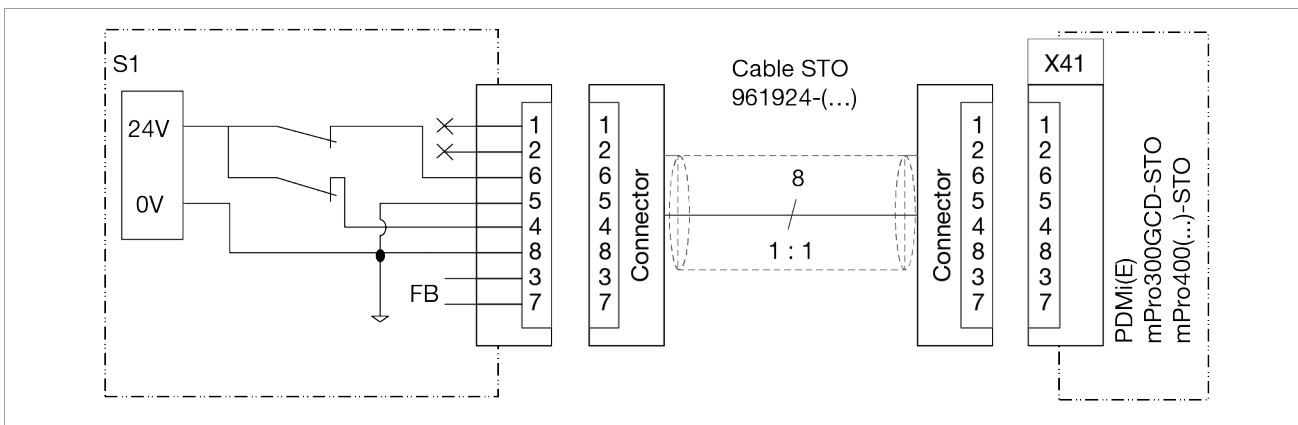 S1
24V
0V
FB
1
2
6
5
4
8
3
7
1
2
6
5
4
8
3
7
Connector
Cable STO
961924-(...)
8
1 : 1
Connector
1
2
6
5
4
8
3
7
X41
1
2
6
5
4
8
3
7
PDMi(E)
mPro300GCD-STO
mPro400(...)-STO